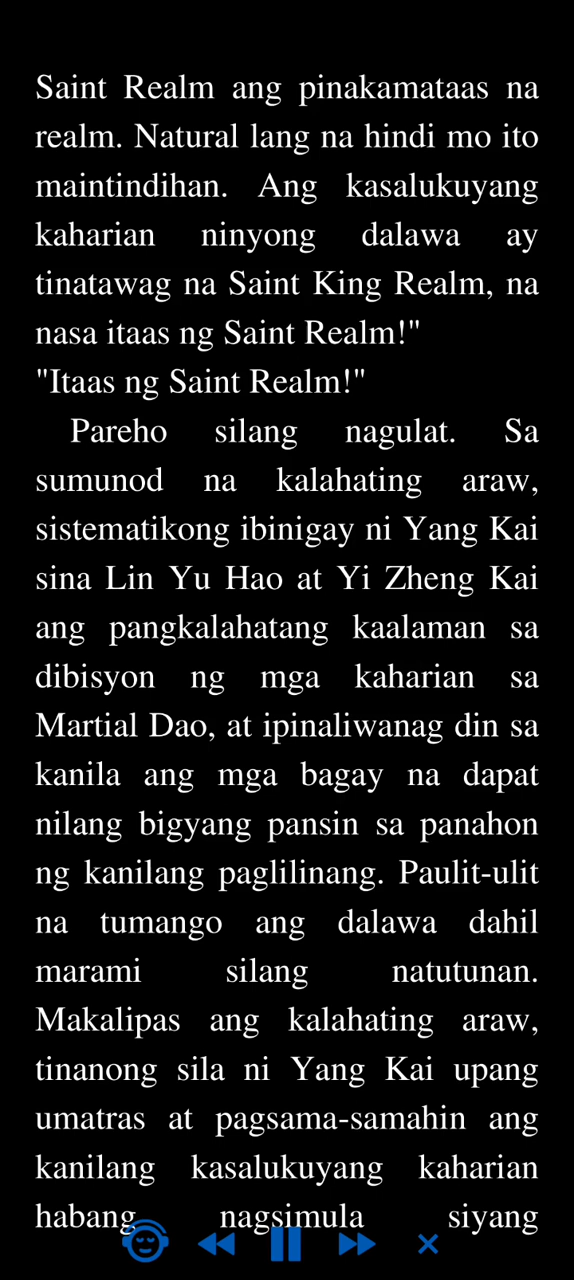 Saint Realm ang pinakamataas na
realm. Natural lang na hindi mo ito
maintindihan. Ang kasalukuyang
kaharian ninyong dalawa ay
tinatawag na Saint King Realm, na
nasa itaas ng Saint Realm!"
"Itaas ng Saint Realm!"
Pareho silang nagulat. Sa
sumunod na kalahating araw,
sistematikong ibinigay ni Yang Kai
sina Lin Yu Hao at Yi Zheng Kai
ang pangkalahatang kaalaman sa
dibisyon ng mga kaharian sa
Martial Dao, at ipinaliwanag din sa
kanila ang mga bagay na dapat
nilang bigyang pansin sa panahon
ng kanilang paglilinang. Paulit-ulit
na tumango ang dalawa dahil
marami silang natutunan.
Makalipas ang kalahating araw,
tinanong sila ni Yang Kai upang
umatras at pagsama-samahin ang
kanilang kasalukuyang kaharian
habang nagsimula siyang